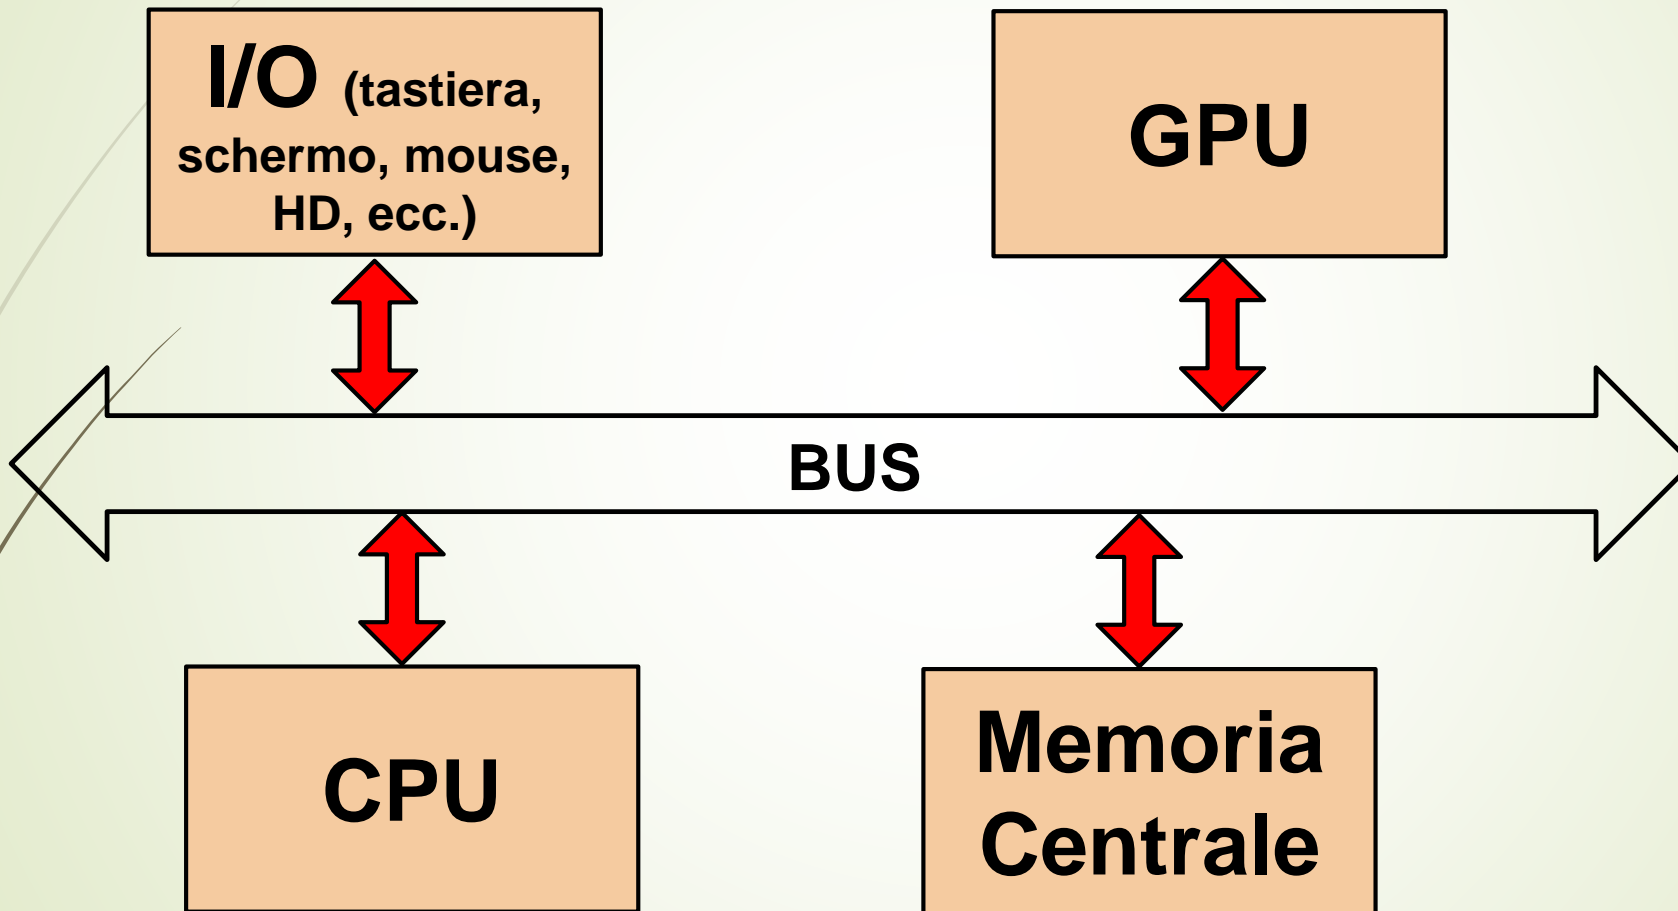 I/O (tastiera,
schermo, mouse,
HD, ecc.)
GPU
BUS
CPU
Memoria
Centrale